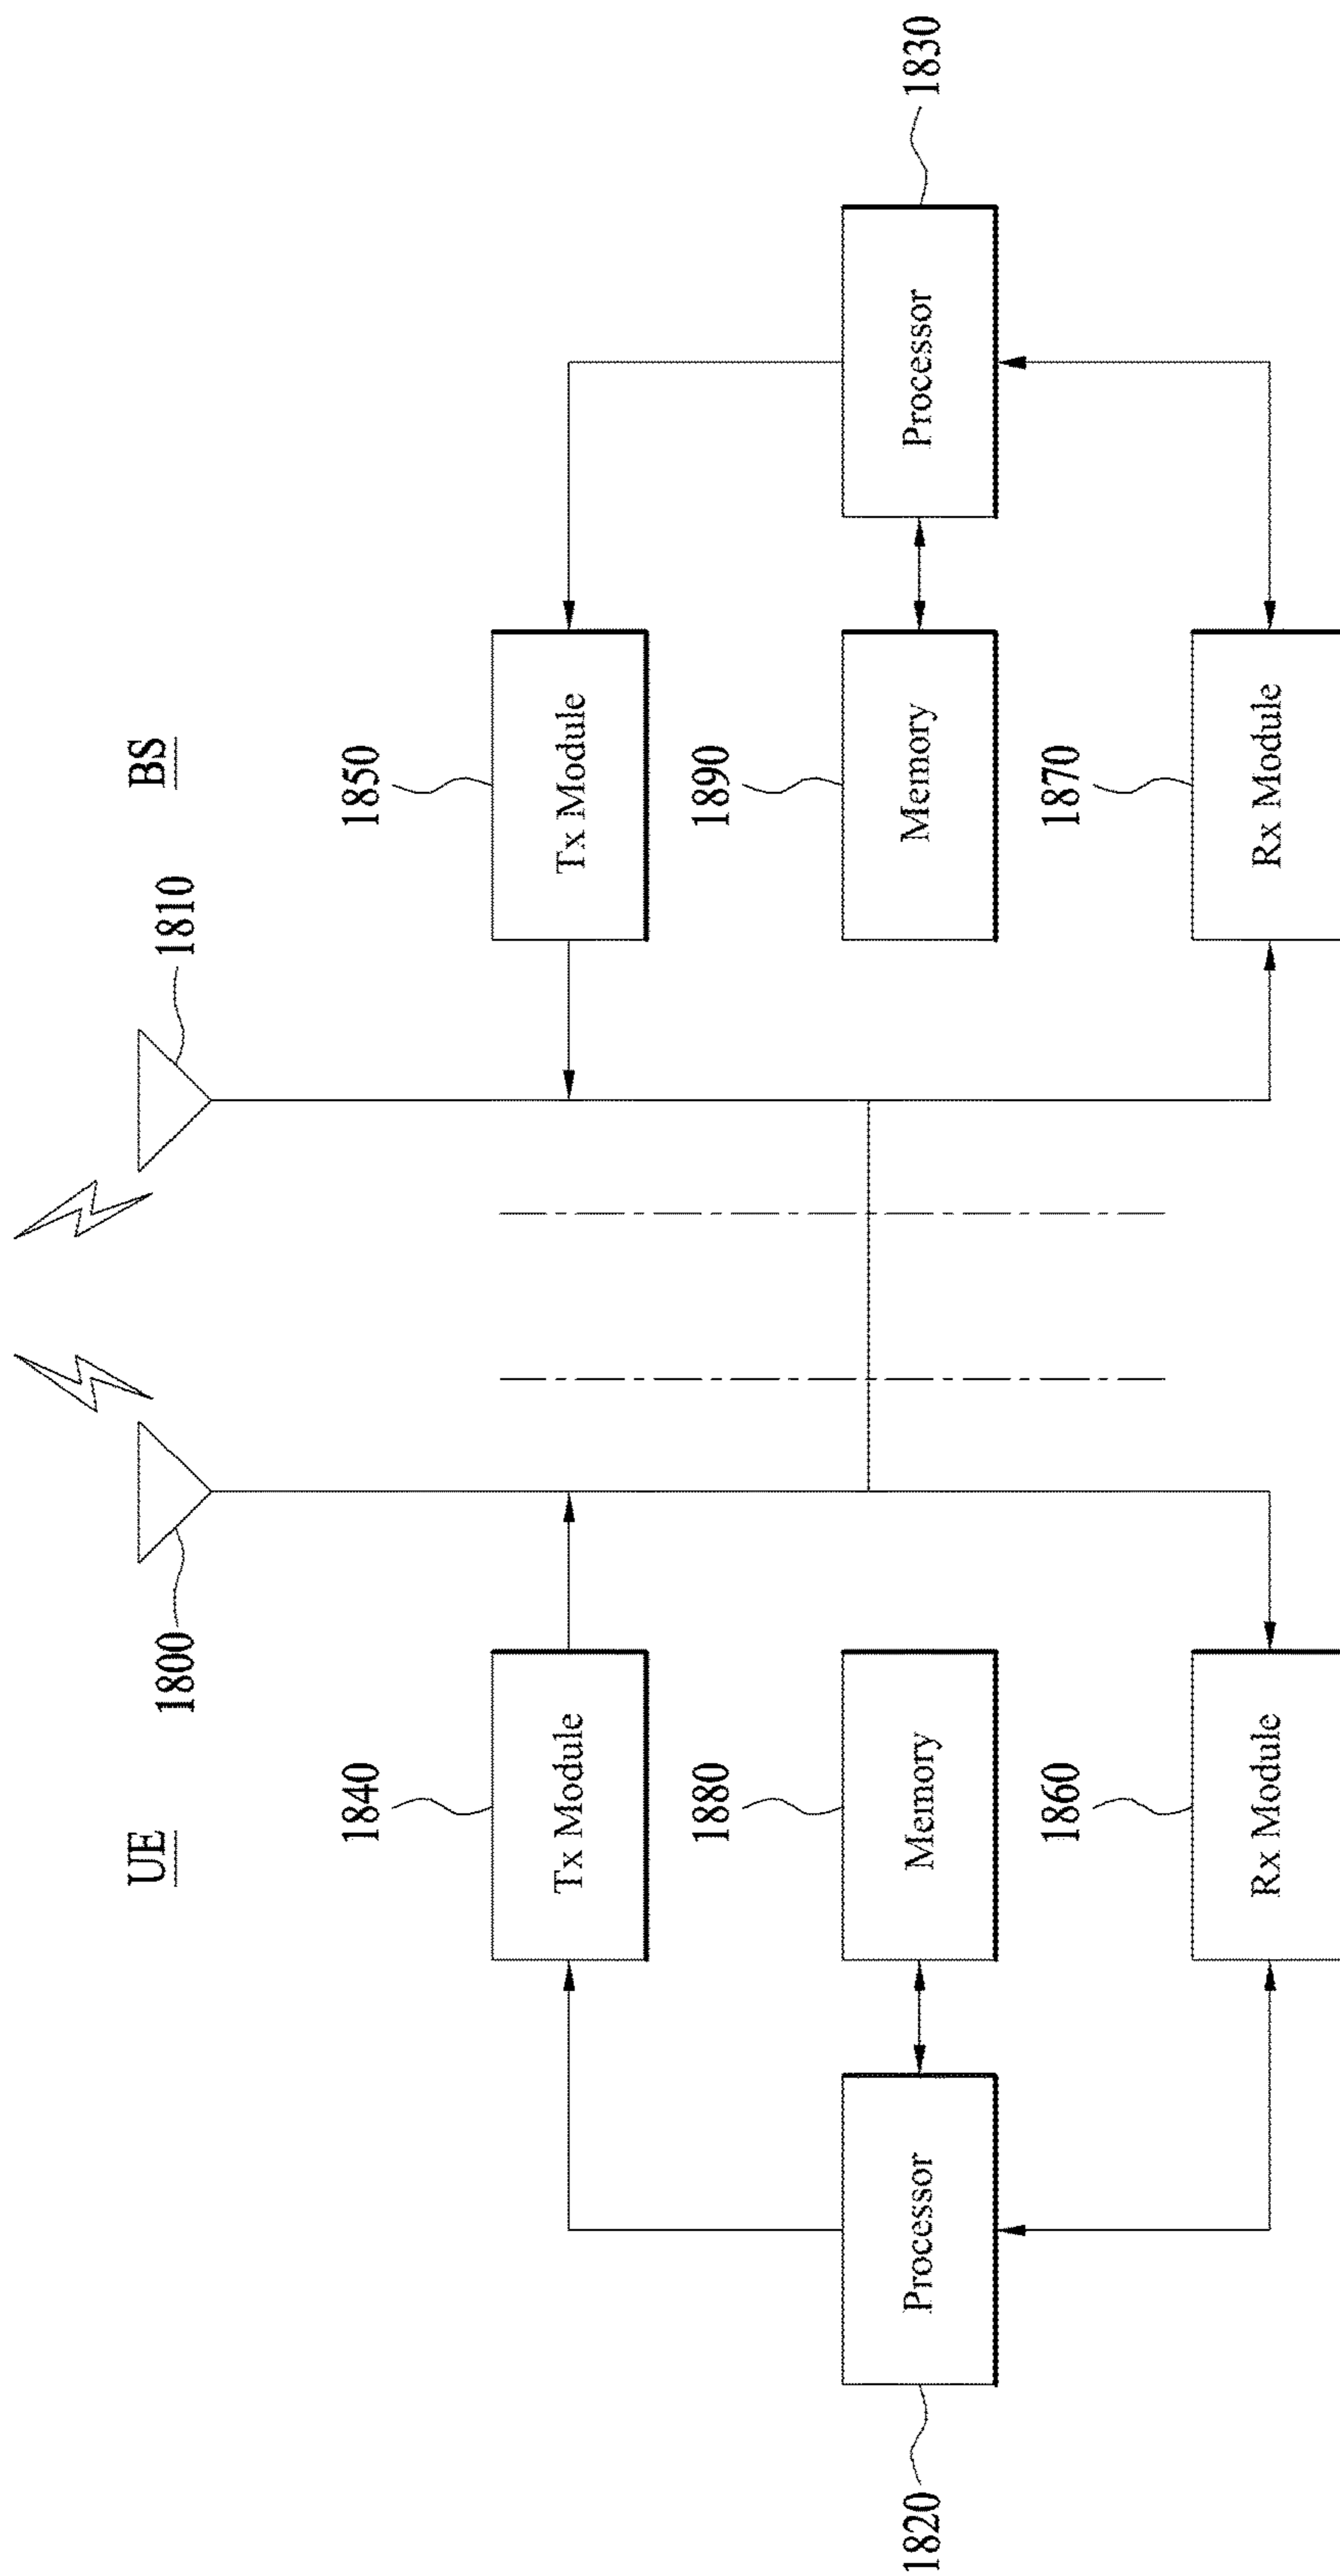 UE
BS
1800
1810
1840
Tx Module
1850
Tx Module
1820
Processor
1880
Memory
1890
Memory
Processor
1830
1860
Rx Module
1870
Rx Module